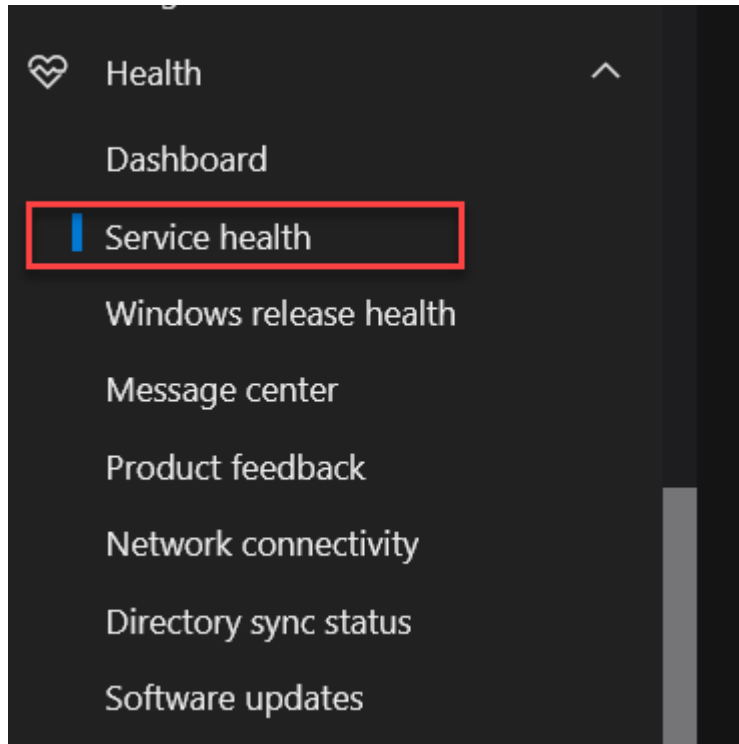 Health
Dashboard
Service health
Windows release health
Message center
Product feedback
Network connectivity
Directory sync status
Software updates